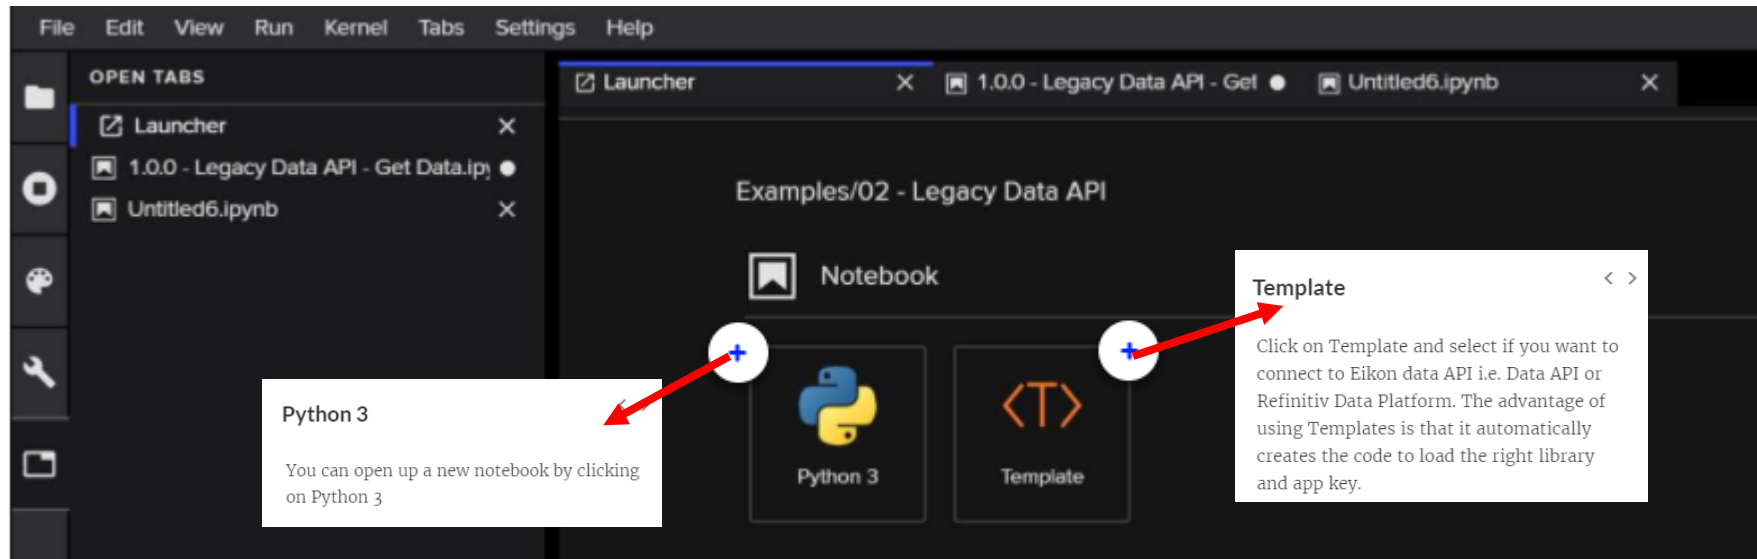 File Edit View Run Kernel Tabs Settings Help
OPEN TABS
Launcher
1.0.0 - Legacy Data API - Get Data.ipy
Untitled6.ipynb
Launcher
1.0.0 - Legacy Data API - Get
Untitled6.ipynb
Examples/02 - Legacy Data API
Notebook
Python 3
Template
Python 3
You can open up a new notebook by clicking
on Python 3
Template
Click on Template and select if you want to
connect to Eikon data API i.e. Data API or
Refinitiv Data Platform. The advantage of
using Templates is that it automatically
creates the code to load the right library
and app key.